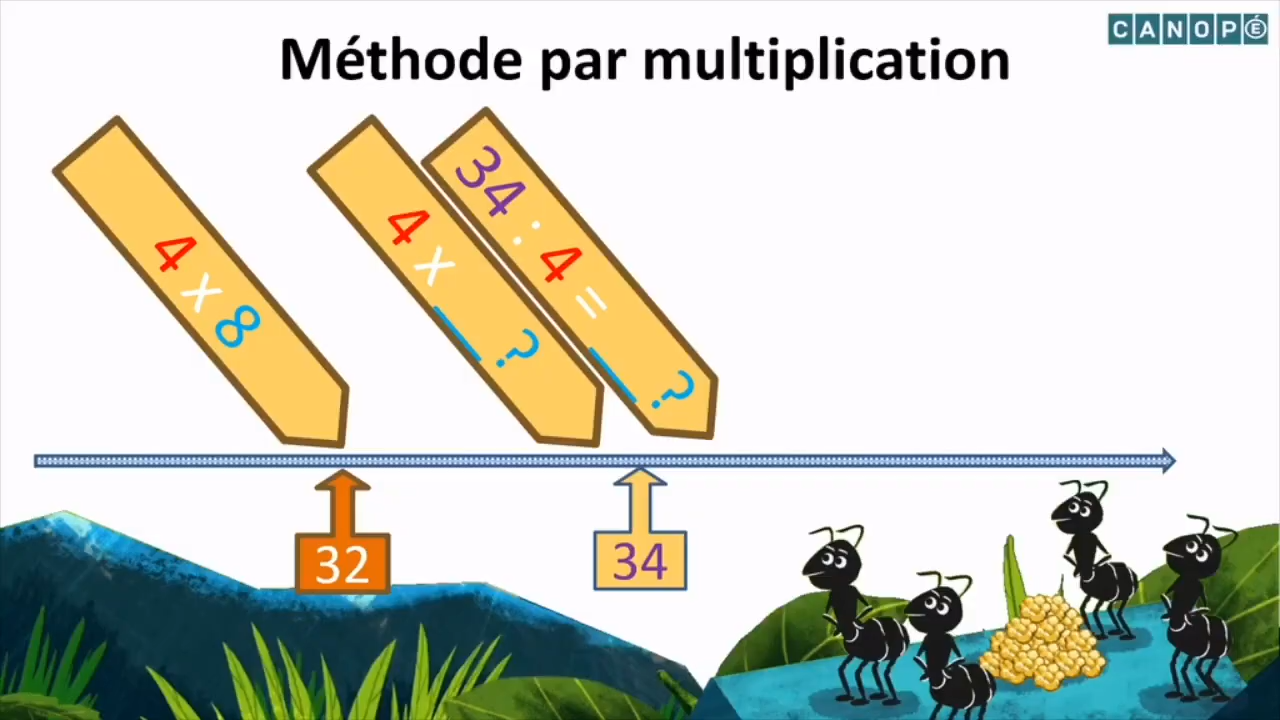 CANOPÉ
Méthode par multiplication
4 x 8
4 x _ ?
34 : 4 = _ ?
32
34